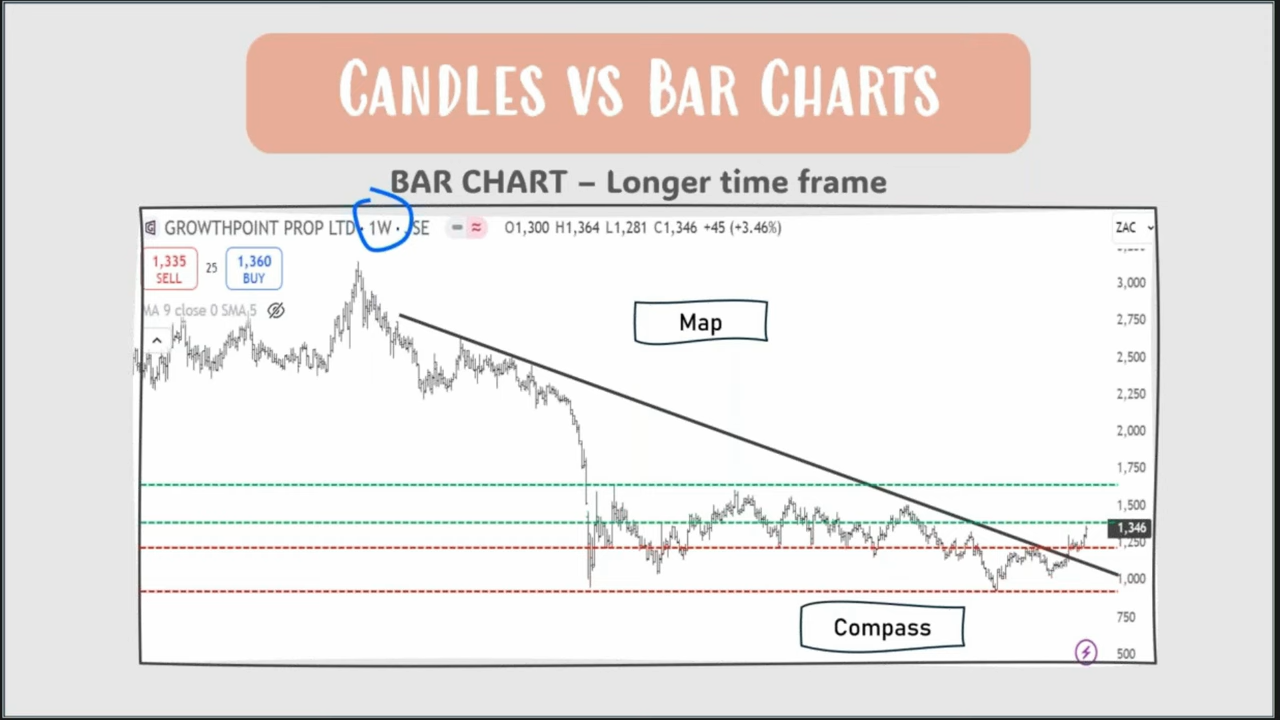 CANDLES VS BAR CHARTS
BAR CHART – Longer time frame
GROWTHPOINT PROP LTD · 1W · JSE O1,300 H1,364 L1,281 C1,346 +45 (+3.46%) ZAC
1,335 SELL 25 1,360 BUY
MA 9 close 0 SMA 5
Map
Compass
3,000
2,750
2,500
2,250
2,000
1,750
1,500
1,346
1,250
1,000
750
500